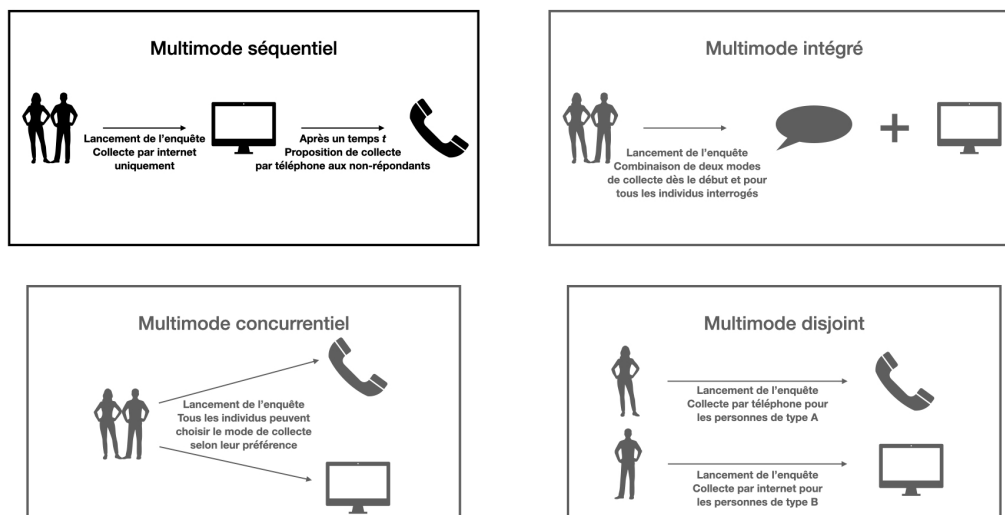 Multimode séquentiel
Lancement de l'enquête
Collecte par internet
uniquement
Après un temps t
Proposition de collecte
par téléphone aux non-répondants
Multimode intégré
Lancement de l'enquête
Combinaison de deux modes
de collecte dès le début et pour
tous les individus interrogés
+
Multimode concurrentiel
Lancement de l'enquête
Tous les individus peuvent
choisir le mode de collecte
selon leur préférence
Multimode disjoint
Lancement de l'enquête
Collecte par téléphone pour
les personnes de type A
Lancement de l'enquête
Collecte par internet pour
les personnes de type B